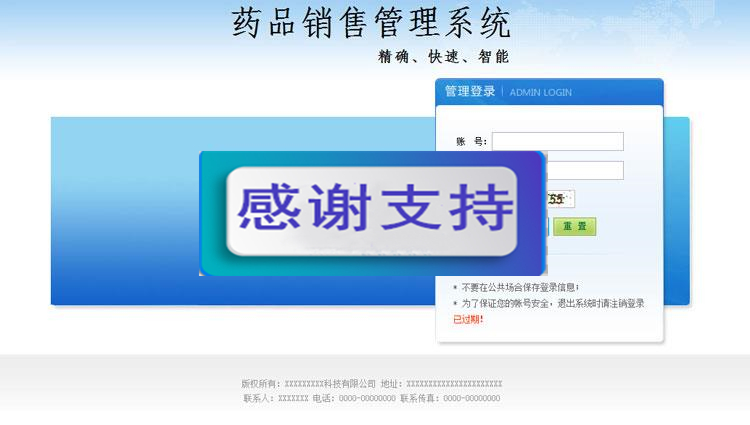 药品销售管理系统
精确、快速、智能
管理登录 ADMIN LOGIN
账 号:
55
重 置
感谢支持
* 不要在公共场合保存登录信息;
* 为了保证您的帐号安全,退出系统时请注销登录
已过期!
版权所有: XXXXXXXXX科技有限公司 地址: XXXXXXXXXXXXXXXXXXXXXX
联系人: XXXXXXX 电话: 0000-00000000 联系传真: 0000-00000000